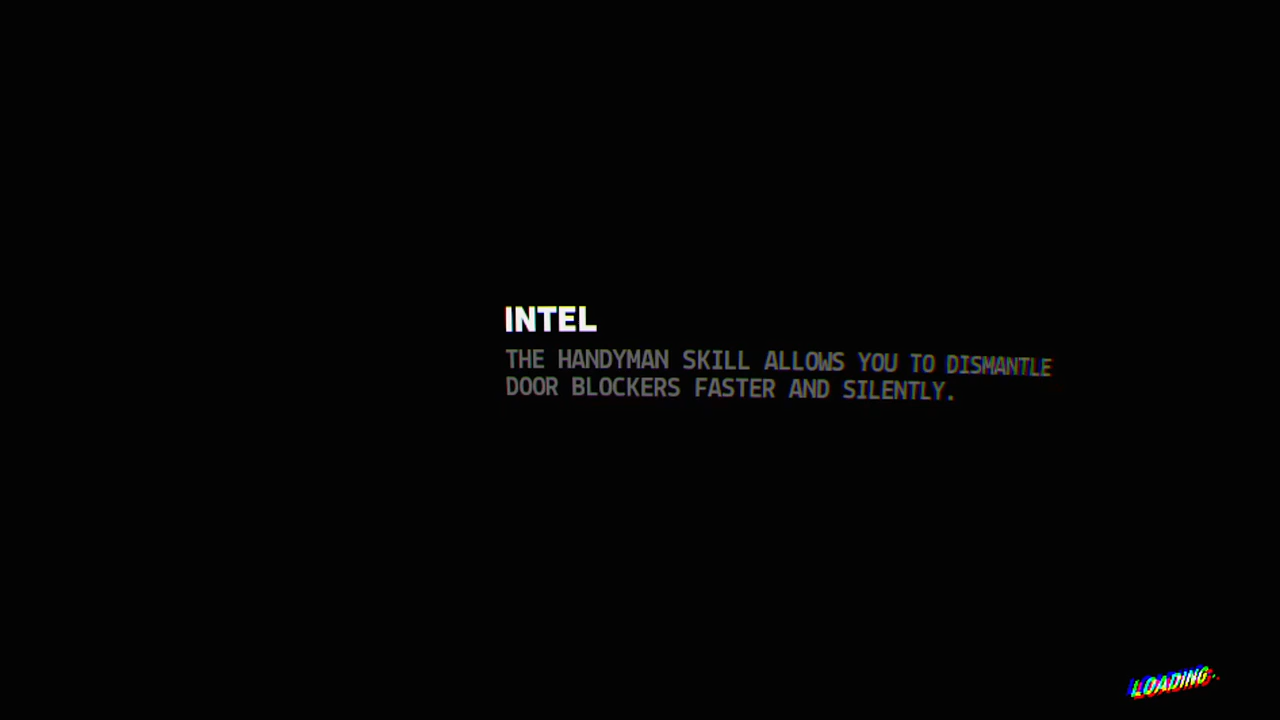 INTEL
THE HANDYMAN SKILL ALLOWS YOU TO DISMANTLE
DOOR BLOCKERS FASTER AND SILENTLY.
LOADING..